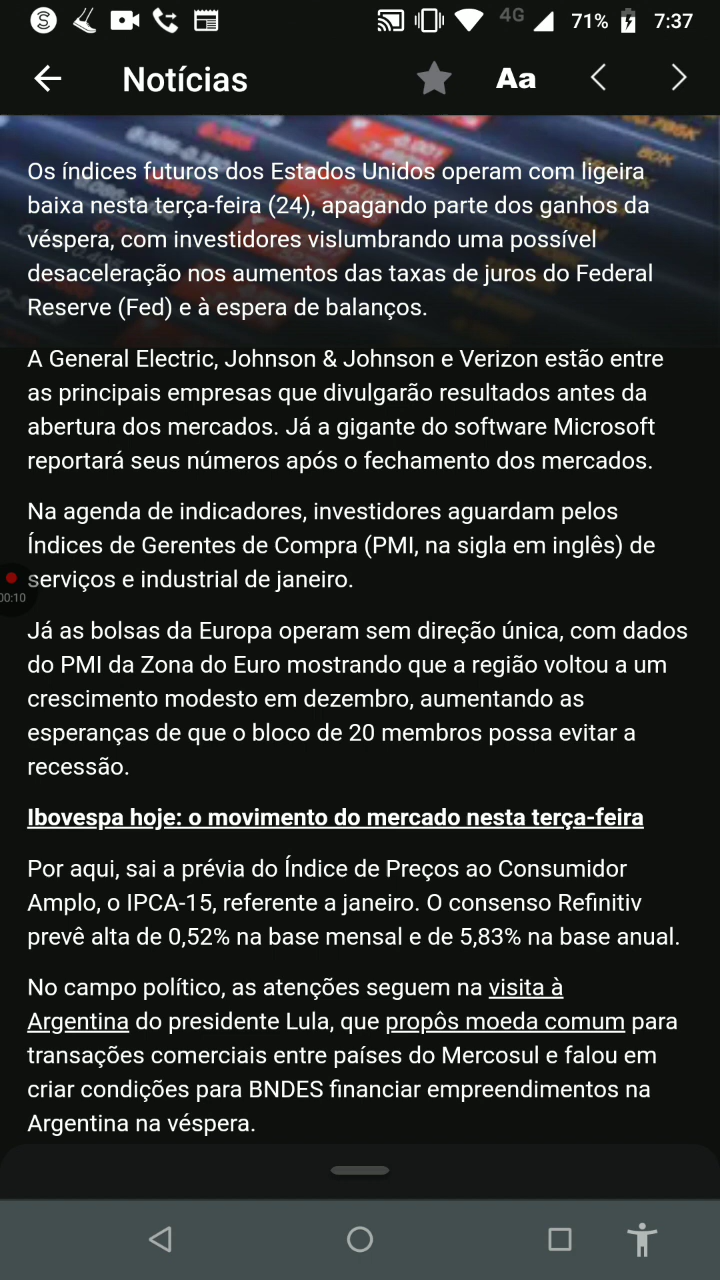 4G
71%
7:37
Notícias
Aa
Os índices futuros dos Estados Unidos operam com ligeira
baixa nesta terça-feira (24), apagando parte dos ganhos da
véspera, com investidores vislumbrando uma possível
desaceleração nos aumentos das taxas de juros do Federal
Reserve (Fed) e à espera de balanços.
A General Electric, Johnson & Johnson e Verizon estão entre
as principais empresas que divulgarão resultados antes da
abertura dos mercados. Já a gigante do software Microsoft
reportará seus números após o fechamento dos mercados.
Na agenda de indicadores, investidores aguardam pelos
Índices de Gerentes de Compra (PMI, na sigla em inglês) de
serviços e industrial de janeiro.
00:10
Já as bolsas da Europa operam sem direção única, com dados
do PMI da Zona do Euro mostrando que a região voltou a um
crescimento modesto em dezembro, aumentando as
esperanças de que o bloco de 20 membros possa evitar a
recessão.
Ibovespa hoje: o movimento do mercado nesta terça-feira
Por aqui, sai a prévia do Índice de Preços ao Consumidor
Amplo, o IPCA-15, referente a janeiro. O consenso Refinitiv
prevê alta de 0,52% na base mensal e de 5,83% na base anual.
No campo político, as atenções seguem na visita à
Argentina do presidente Lula, que propôs moeda comum para
transações comerciais entre países do Mercosul e falou em
criar condições para BNDES financiar empreendimentos na
Argentina na véspera.